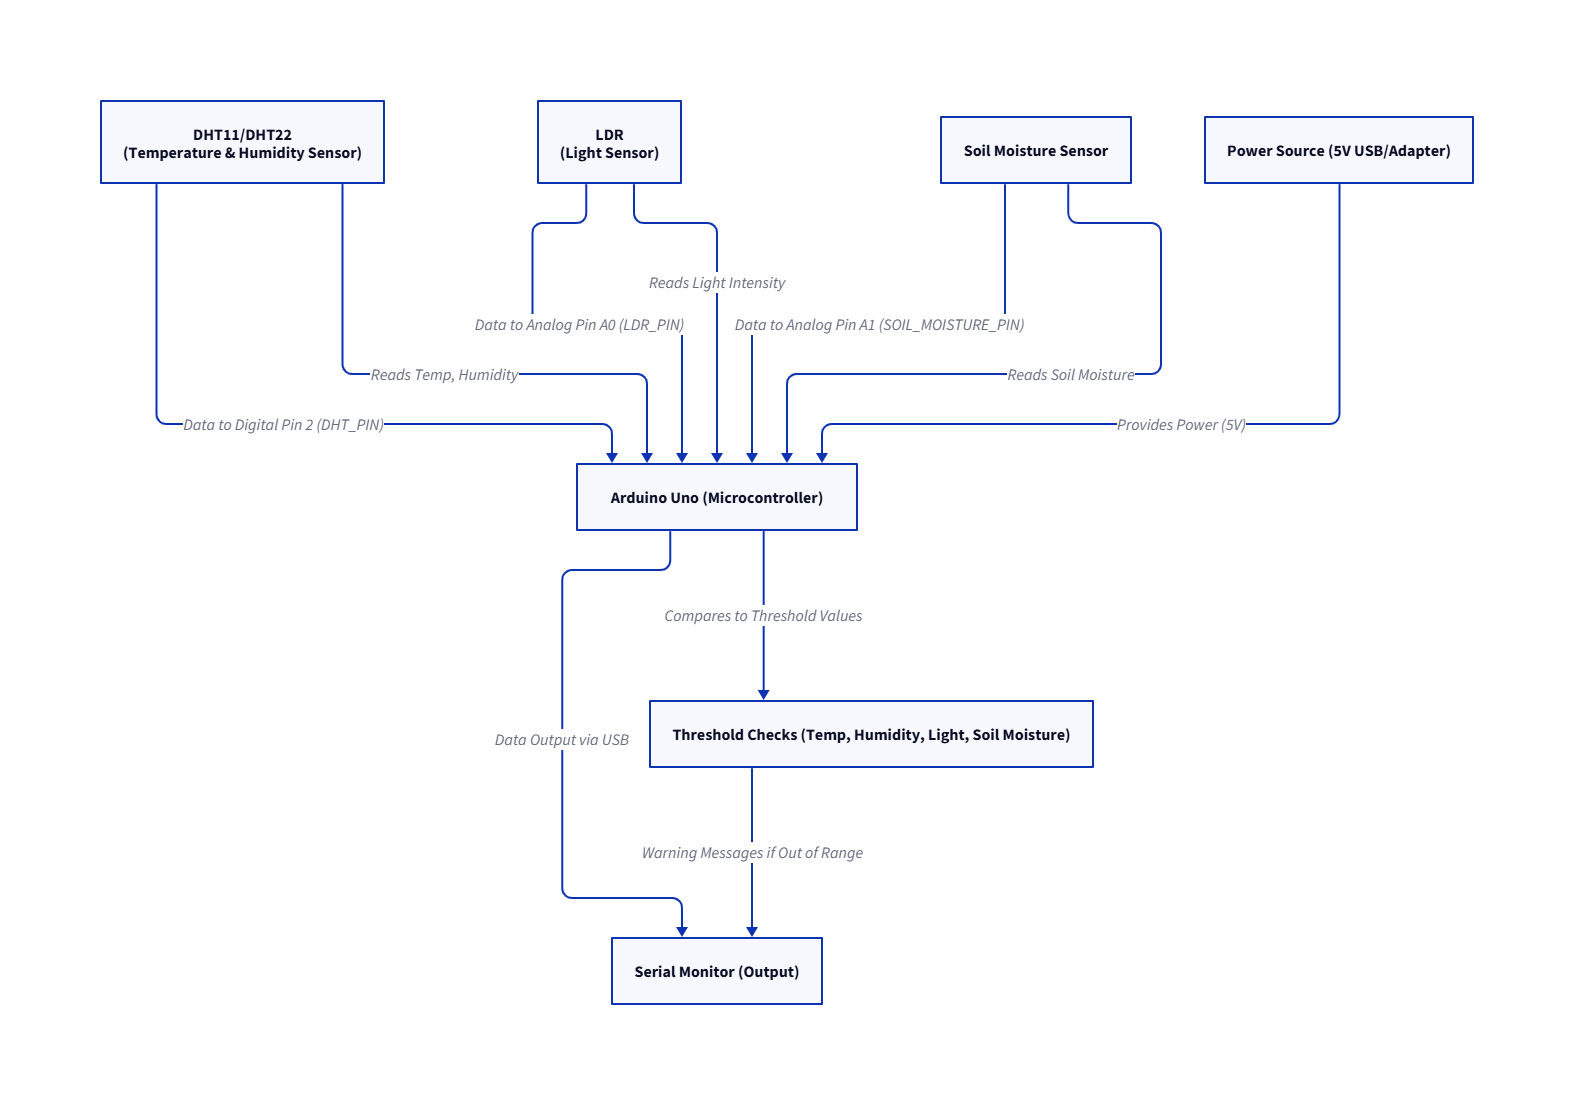 DHT11/DHT22
(Temperature & Humidity Sensor)
LDR
(Light Sensor)
Soil Moisture Sensor
Power Source (5V USB/Adapter)
Reads Light Intensity
Data to Analog Pin A0 (LDR_PIN)
Data to Analog Pin A1 (SOIL_MOISTURE_PIN)
Reads Temp, Humidity
Reads Soil Moisture
Data to Digital Pin 2 (DHT_PIN)
Provides Power (5V)
Arduino Uno (Microcontroller)
Compares to Threshold Values
Threshold Checks (Temp, Humidity, Light, Soil Moisture)
Data Output via USB
Warning Messages if Out of Range
Serial Monitor (Output)